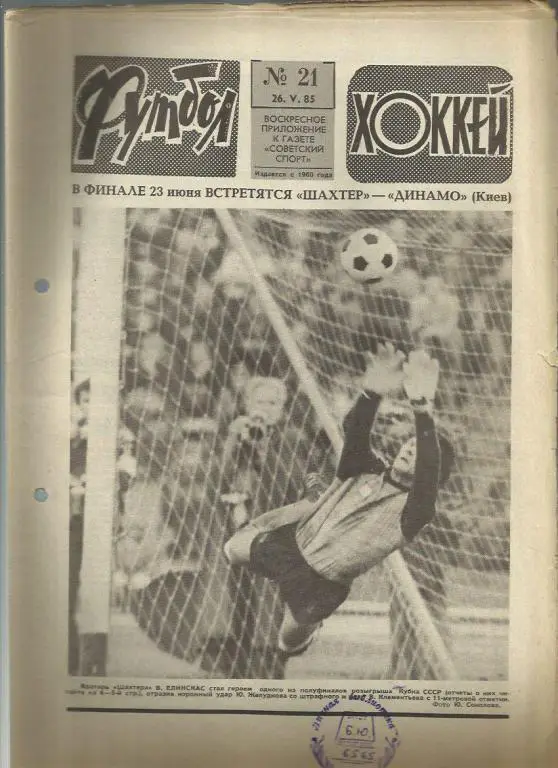 Футбол
№ 21
26. V. 85
ВОСКРЕСНОЕ
ПРИЛОЖЕНИЕ
К ГАЗЕТЕ
«СОВЕТСКИЙ
СПОРТ»
Издается с 1960 года
ХОККЕЙ
В ФИНАЛЕ 23 июня ВСТРЕТЯТСЯ «ШАХТЕР» — «ДИНАМО» (Киев)
Вратарь «Шахтера» В. ЕЛИНСКАС стал героем одного из полуфиналов розыгрыша Кубка СССР (отчеты о них чи-
тайте на 4—5-й стр.), отразив коронный удар Ю. Желудкова со штрафного и В. Клементьева с 11-метровой отметки.
Фото Ю. Соколова.
6565